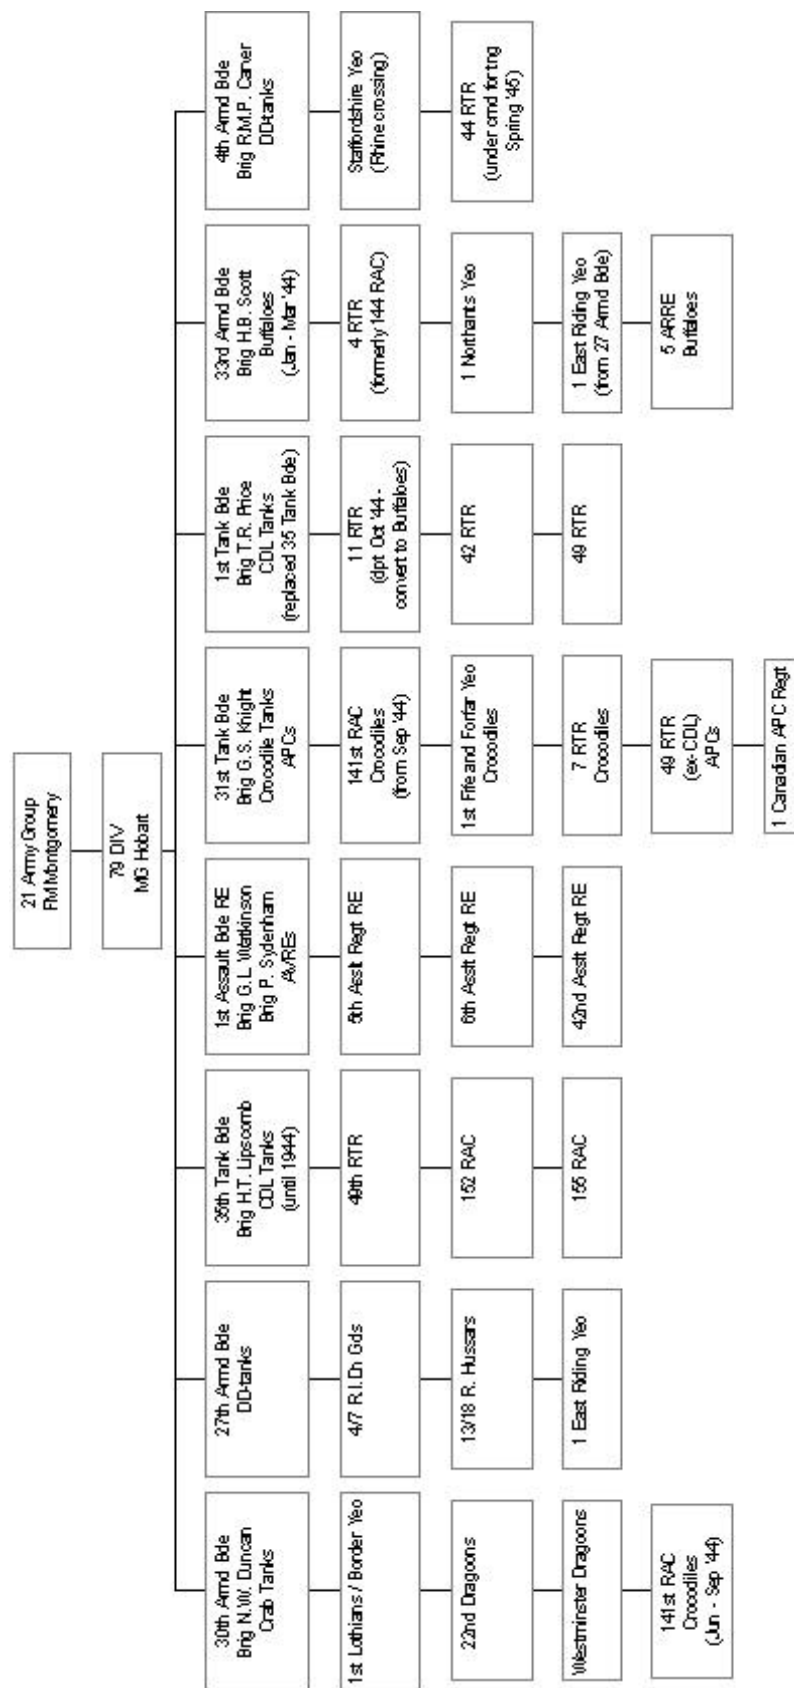 21 Army Group
FM Montgomery
79 DIV
MG Hobart
30th Armd Bde
Brig N.W. Duncan
Crab Tanks
1st Lothians / Border Yeo
22nd Dragoons
Westminster Dragoons
141st RAC
Crocodiles
(Jun - Sep '44)
27th Armd Bde
DD-tanks
4/7 R.I.Dr Gds
13/18 R. Hussars
1 East Riding Yeo
35th Tank Bde
Brig H.T. Lipscomb
CDL Tanks
(until 1944)
49th RTR
152 RAC
155 RAC
1st Assault Bde RE
Brig G.L. Watkinson
Brig P. Sydenham
AVREs
5th Asslt Regt RE
6th Asslt Regt RE
42nd Asslt Regt RE
31st Tank Bde
Brig G.S. Knight
Crocodile Tanks
APCs
141st RAC
Crocodiles
(from Sep '44)
1st Fife and Forfar Yeo
Crocodiles
7 RTR
Crocodiles
49 RTR
(ex-CDL)
APCs
1 Canadian APC Regt
1st Tank Bde
Brig T.R. Price
CDL Tanks
(replaced 35 Tank Bde)
11 RTR
(dpt Oct '44 -
convert to Buffaloes)
42 RTR
49 RTR
33rd Armd Bde
Brig H.B. Scott
Buffaloes
(Jan - Mar '44)
4 RTR
(formerly 144 RAC)
1 Northants Yeo
1 East Riding Yeo
(from 27 Armd Bde)
5 ARRE
Buffaloes
4th Armd Bde
Brig R.M.P. Carver
DD-tanks
Staffordshire Yeo
(Rhine crossing)
44 RTR
(under cmd for tng
Spring '45)